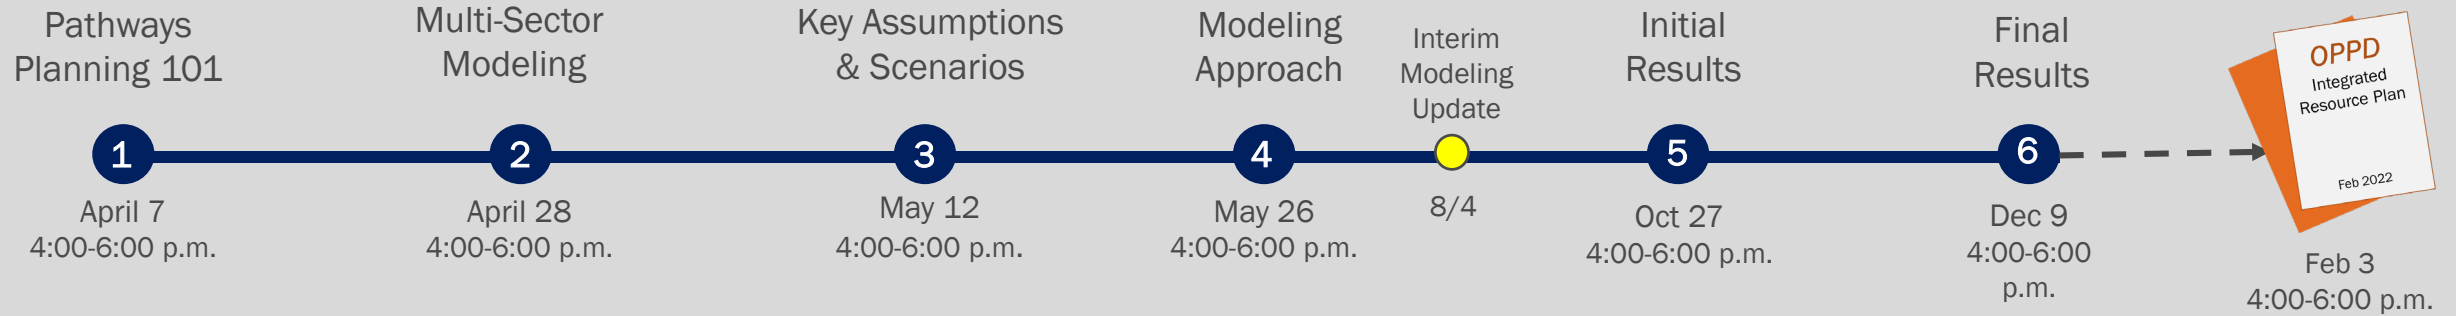 Pathways
Planning 101
1
April 7
4:00-6:00 p.m.
Multi-Sector
Modeling
2
April 28
4:00-6:00 p.m.
Key Assumptions
& Scenarios
3
May 12
4:00-6:00 p.m.
Modeling
Approach
4
May 26
4:00-6:00 p.m.
Interim
Modeling
Update
8/4
Initial
Results
5
Oct 27
4:00-6:00 p.m.
Final
Results
6
Dec 9
4:00-6:00
p.m.
OPPD
Integrated
Resource Plan
Feb 2022
Feb 3
4:00-6:00 p.m.